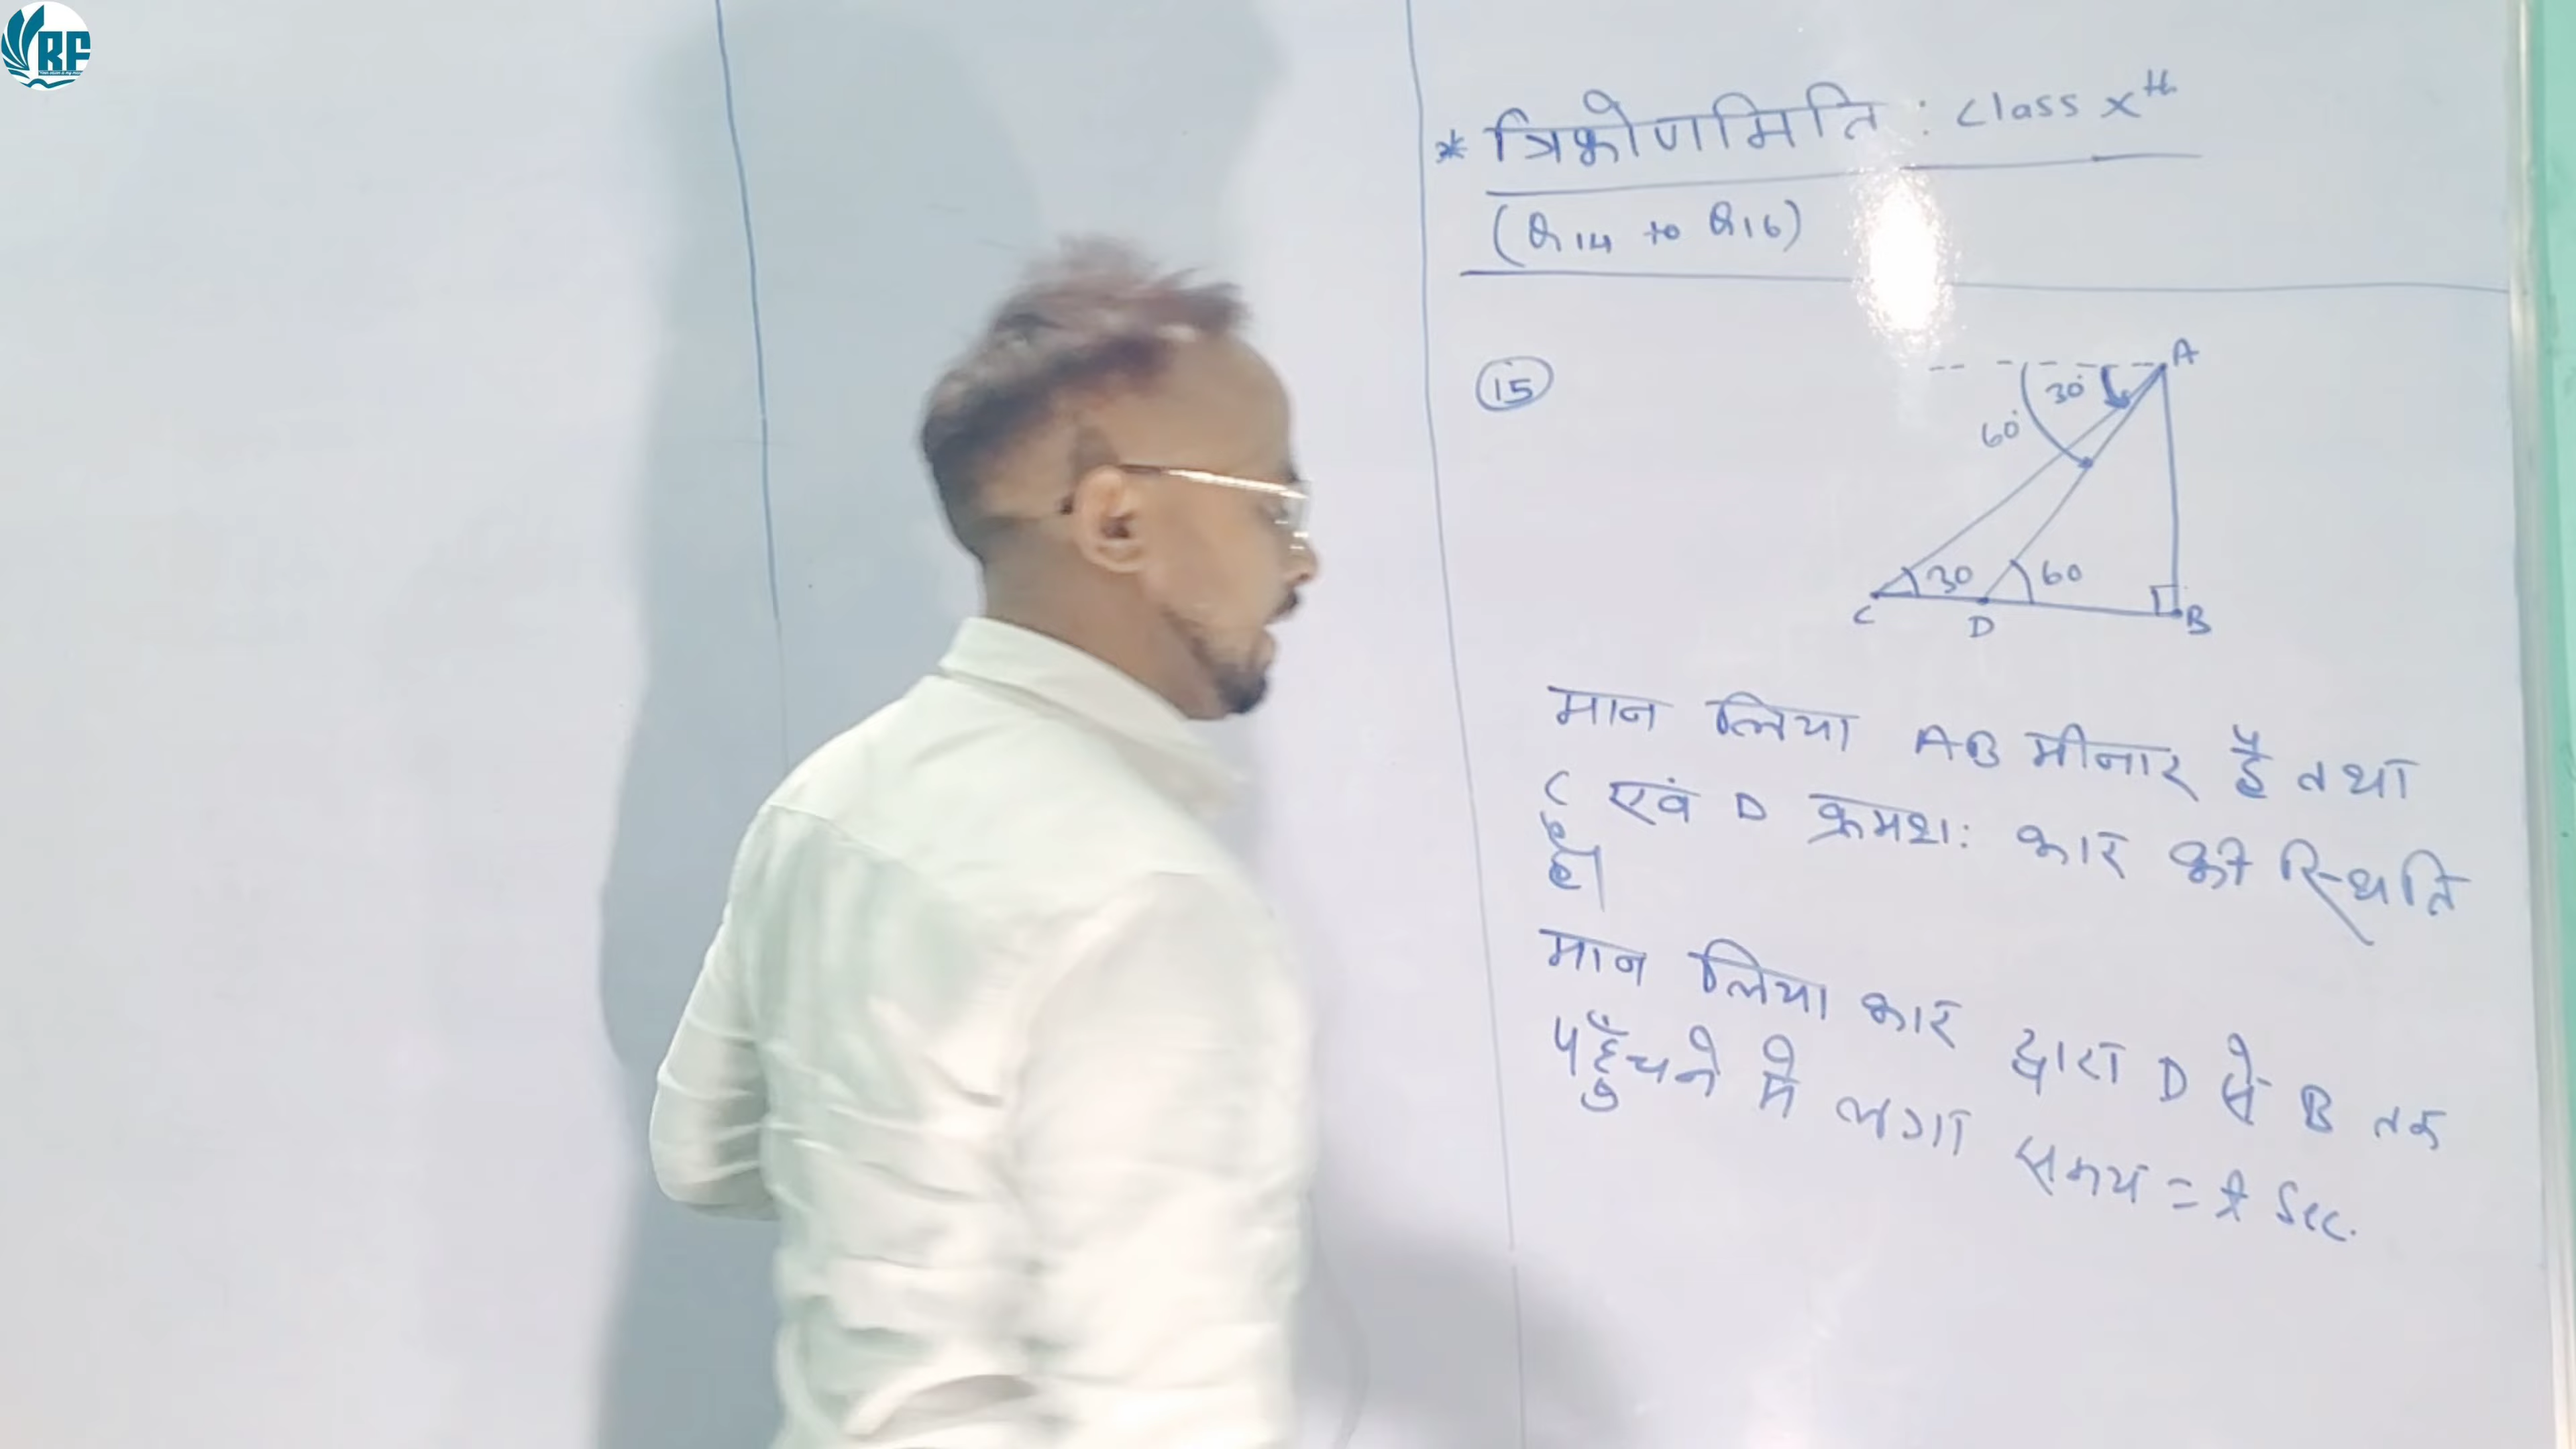 RF
* त्रिकोणमिति : class Xth
(Q14 to Q16)
15
A
30°
60°
30
60
C
D
B
मान लिया AB मीनार है तथा
C एवं D क्रमश: कार की स्थिति
है।
मान लिया कार द्वारा D से B तक
पहुँचने में लगा समय = t Sec.